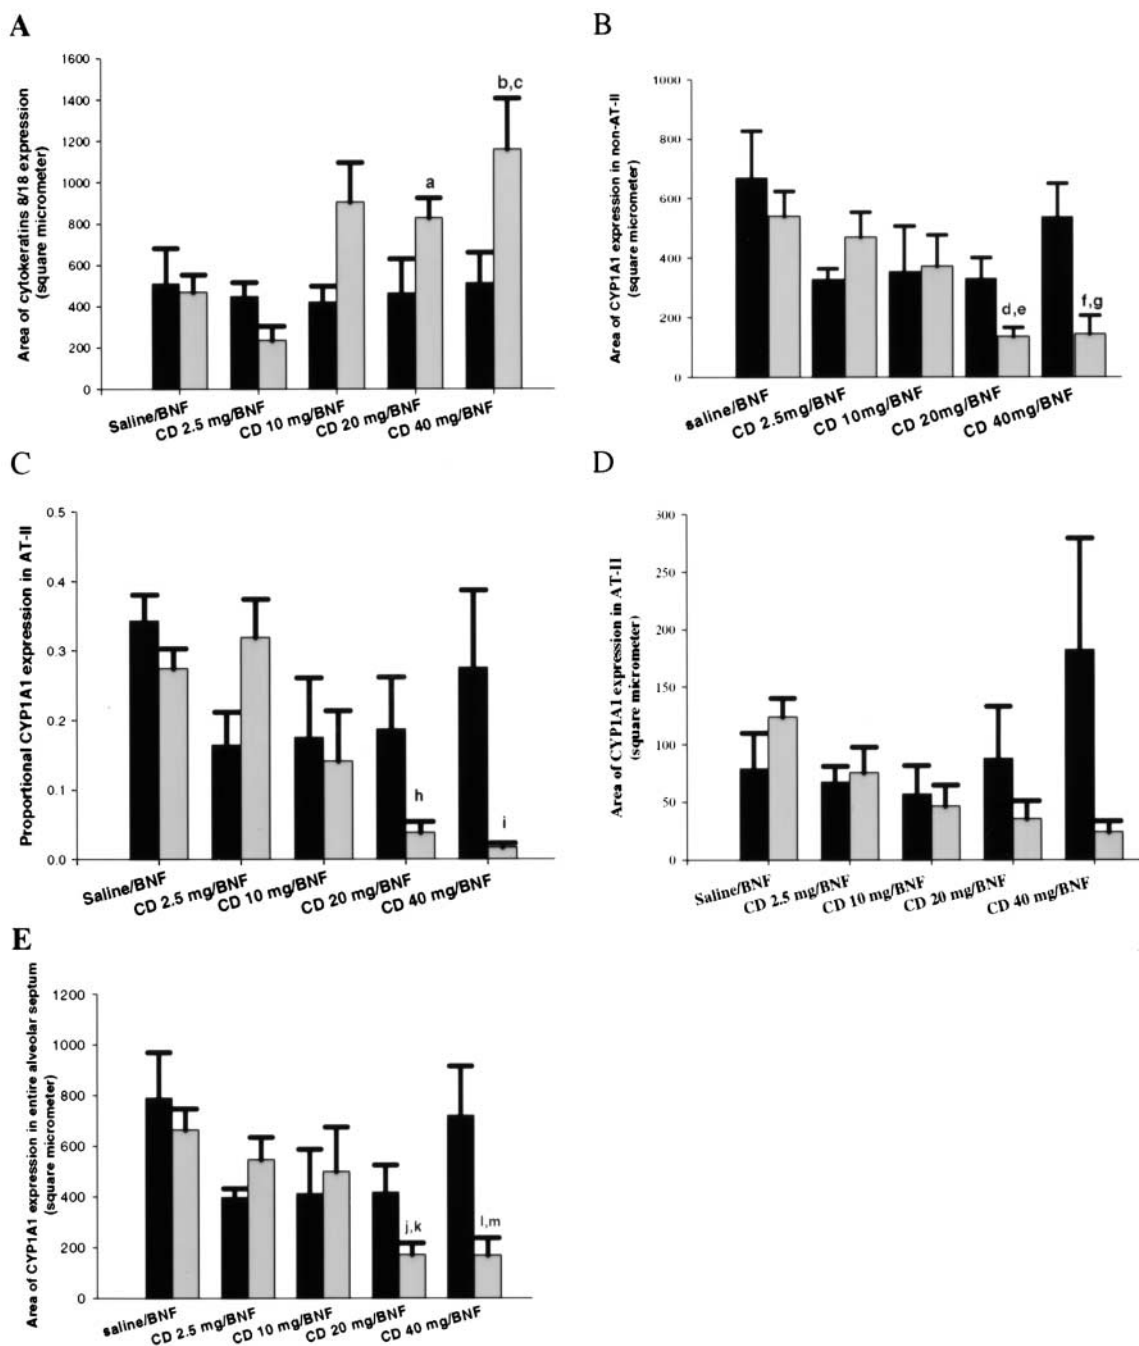 A
Area of cytokeratins 8/18 expression
(square micrometer)
1600
1400
1200
1000
800
600
400
200
0
a
b,c
Saline/BNF
CD 2.5 mg/BNF
CD 10 mg/BNF
CD 20 mg/BNF
CD 40 mg/BNF
B
Area of CYP1A1 expression in non-AT-II
(square micrometer)
1000
800
600
400
200
0
d,e
f,g
saline/BNF
CD 2.5mg/BNF
CD 10mg/BNF
CD 20mg/BNF
CD 40mg/BNF
C
Proportional CYP1A1 expression in AT-II
0.5
0.4
0.3
0.2
0.1
0.0
h
i
Saline/BNF
CD 2.5 mg/BNF
CD 10 mg/BNF
CD 20 mg/BNF
CD 40 mg/BNF
D
Area of CYP1A1 expression in AT-II
(square micrometer)
300
250
200
150
100
50
0
Saline/BNF
CD 2.5 mg/BNF
CD 10 mg/BNF
CD 20 mg/BNF
CD 40 mg/BNF
E
Area of CYP1A1 expression in entire alveolar septum
(square micrometer)
1200
1000
800
600
400
200
0
j,k
l,m
saline/BNF
CD 2.5 mg/BNF
CD 10 mg/BNF
CD 20 mg/BNF
CD 40 mg/BNF